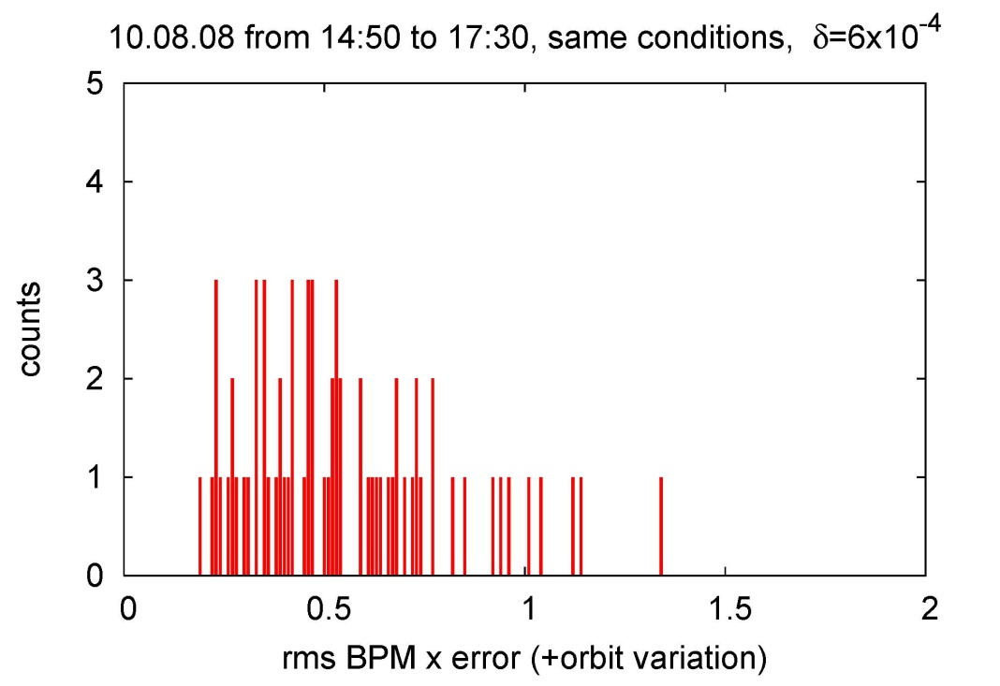 10.08.08 from 14:50 to 17:30, same conditions, δ=6x10⁻⁴
5
4
3
2
1
0
counts
0 0.5 1 1.5 2
rms BPM x error (+orbit variation)